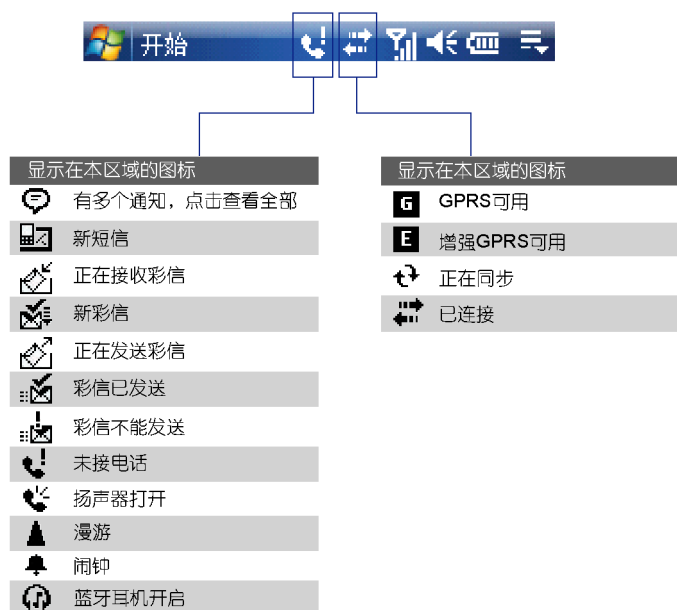 开始
显示在本区域的图标
有多个通知，点击查看全部
新短信
正在接收彩信
新彩信
正在发送彩信
彩信已发送
彩信不能发送
未接电话
扬声器打开
漫游
闹钟
蓝牙耳机开启
显示在本区域的图标
G GPRS可用
E 增强GPRS可用
正在同步
已连接